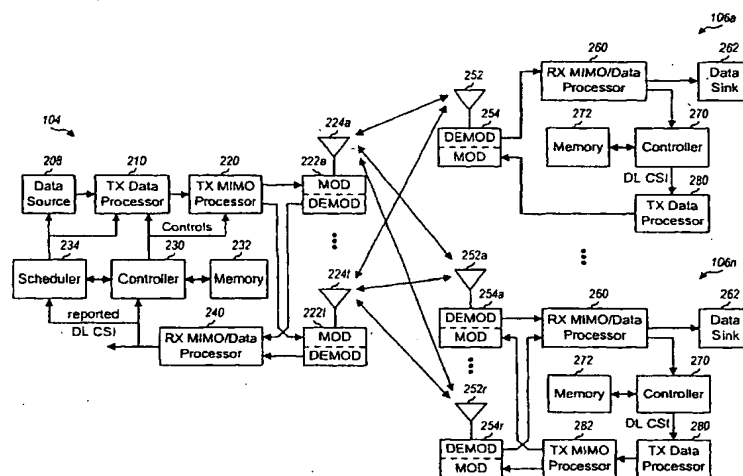 104
208
Data
Source
210
TX Data
Processor
220
TX MIMO
Processor
224a
222a
MOD
DEMOD
Controls
234
Scheduler
230
Controller
232
Memory
reported
DL CSI
240
RX MIMO/Data
Processor
224t
222t
MOD
DEMOD
106a
252
254
DEMOD
MOD
260
RX MIMO/Data
Processor
262
Data
Sink
272
Memory
270
Controller
DL CSI
280
TX Data
Processor
106n
252a
254a
DEMOD
MOD
260
RX MIMO/Data
Processor
262
Data
Sink
272
Memory
270
Controller
DL CSI
252r
254r
DEMOD
MOD
282
TX MIMO
Processor
280
TX Data
Processor